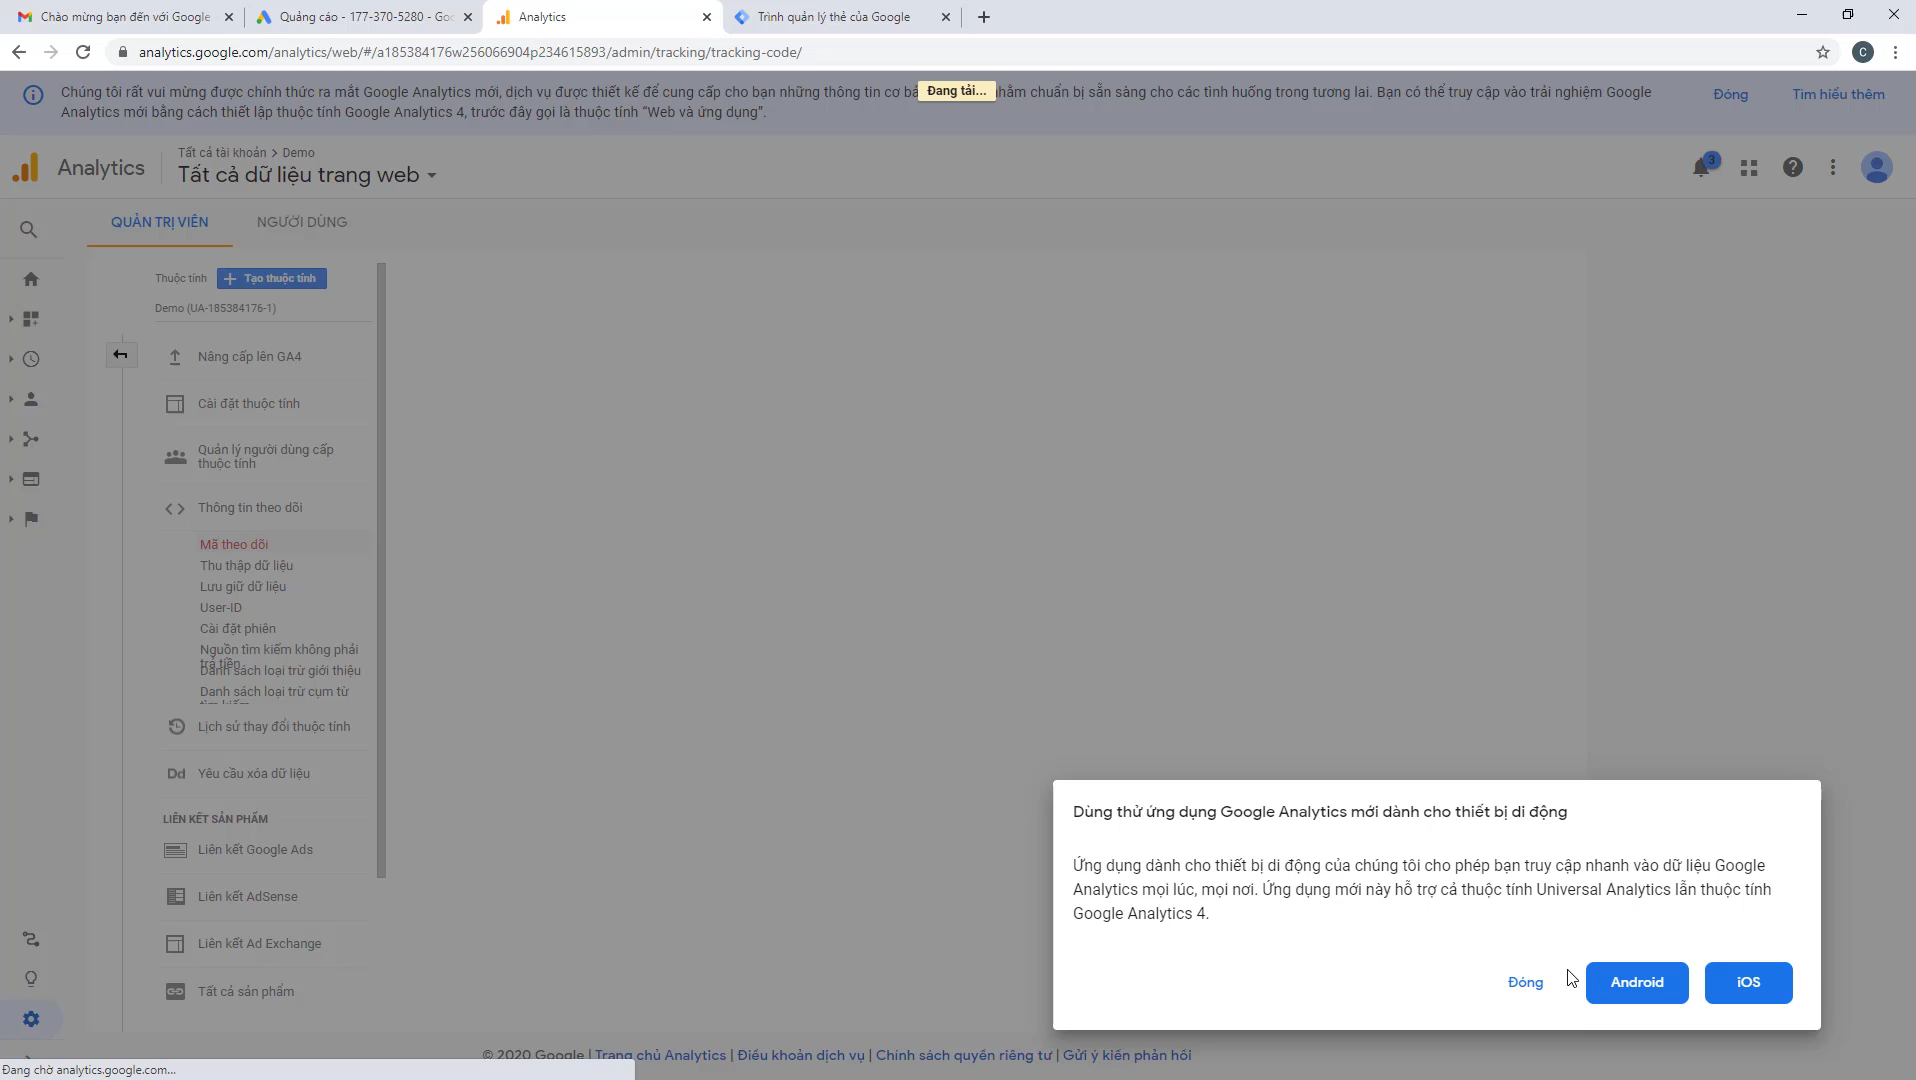 Chào mừng bạn đến với Google
Quảng cáo - 177-370-5280 - Goo
Analytics
Trình quản lý thẻ của Google
analytics.google.com/analytics/web/#/a185384176w256066904p234615893/admin/tracking/tracking-code/
C
Chúng tôi rất vui mừng được chính thức ra mắt Google Analytics mới, dịch vụ được thiết kế để cung cấp cho bạn những thông tin cơ bả
Đang tải...
nhằm chuẩn bị sẵn sàng cho các tình huống trong tương lai. Bạn có thể truy cập vào trải nghiệm Google
Analytics mới bằng cách thiết lập thuộc tính Google Analytics 4, trước đây gọi là thuộc tính “Web và ứng dụng”.
Đóng
Tìm hiểu thêm
Analytics
Tất cả tài khoản > Demo
Tất cả dữ liệu trang web
3
QUẢN TRỊ VIÊN
NGƯỜI DÙNG
Thuộc tính
Tạo thuộc tính
Demo (UA-185384176-1)
Nâng cấp lên GA4
Cài đặt thuộc tính
Quản lý người dùng cấp
thuộc tính
Thông tin theo dõi
Mã theo dõi
Thu thập dữ liệu
Lưu giữ dữ liệu
User-ID
Cài đặt phiên
Nguồn tìm kiếm không phải
trả tiền
Danh sách loại trừ giới thiệu
Danh sách loại trừ cụm từ
tìm kiếm
Lịch sử thay đổi thuộc tính
Dd
Yêu cầu xóa dữ liệu
LIÊN KẾT SẢN PHẨM
Liên kết Google Ads
Liên kết AdSense
Liên kết Ad Exchange
Tất cả sản phẩm
Dùng thử ứng dụng Google Analytics mới dành cho thiết bị di động
Ứng dụng dành cho thiết bị di động của chúng tôi cho phép bạn truy cập nhanh vào dữ liệu Google
Analytics mọi lúc, mọi nơi. Ứng dụng mới này hỗ trợ cả thuộc tính Universal Analytics lẫn thuộc tính
Google Analytics 4.
Đóng
Android
iOS
© 2020 Google | Trang chủ Analytics | Điều khoản dịch vụ | Chính sách quyền riêng tư | Gửi ý kiến phản hồi
Đang chờ analytics.google.com...